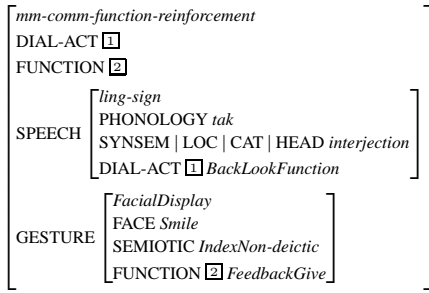 mm-comm-function-reinforcement
DIAL-ACT 1
FUNCTION 2
ling-sign
PHONOLOGY tak
SPEECH
SYNSEM | LOC | CAT | HEAD interjection
DIAL-ACT 1 BackLookFunction
FacialDisplay
FACE Smile
GESTURE
SEMIOTIC IndexNon-deictic
FUNCTION 2 FeedbackGive